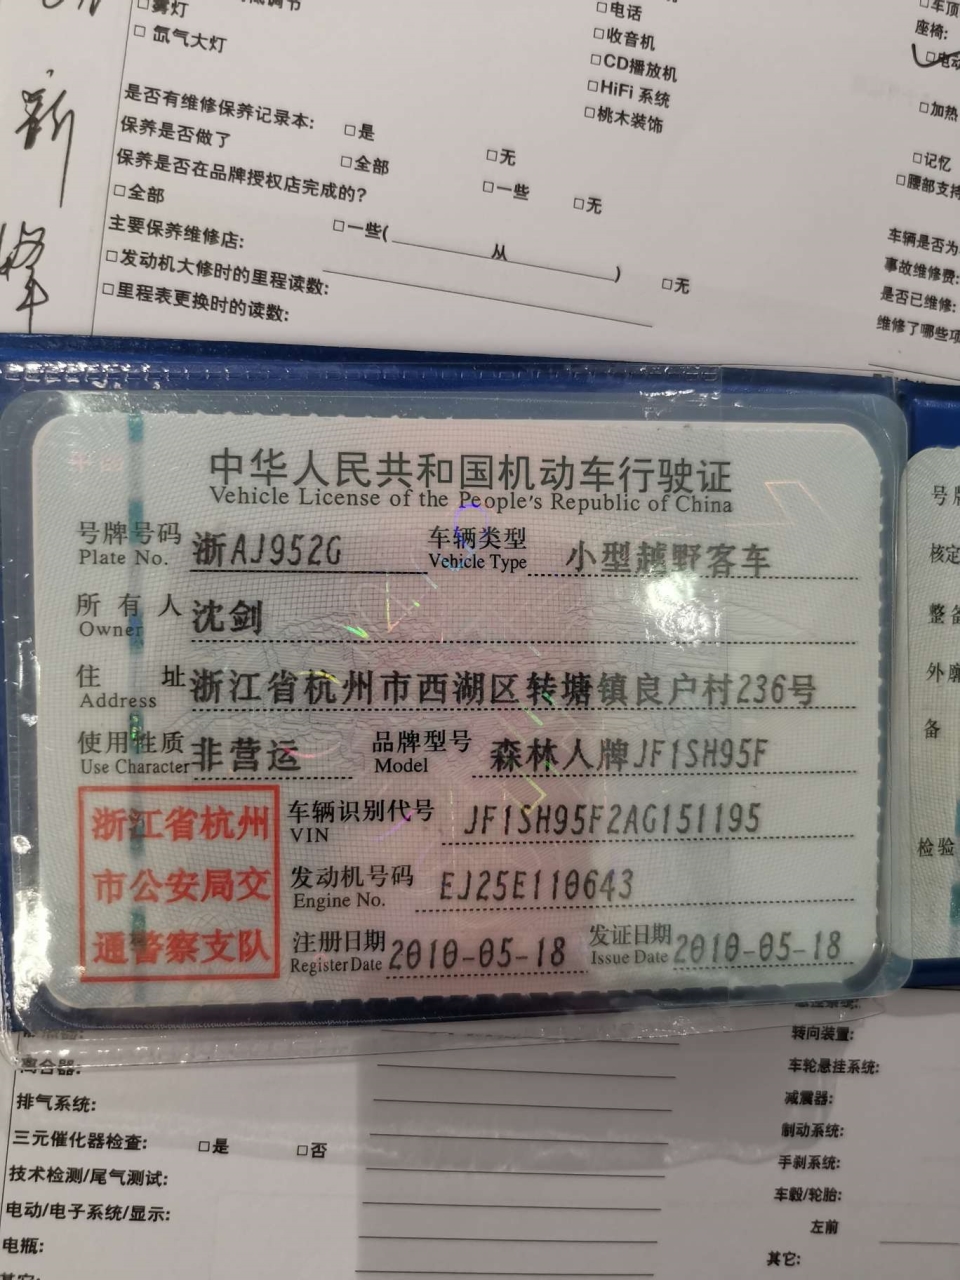 □雾灯
□ 氙气大灯
是否有维修保养记录本: □是 □无
保养是否做了 □全部 □一些 □无
保养是否在品牌授权店完成的?
□全部 □一些( 从 ) □无
主要保养维修店:
□发动机大修时的里程读数:
□里程表更换时的读数:
□电话
□收音机
□CD播放机
□HiFi 系统
□桃木装饰
□车顶
座椅:
□电动
□加热
□记忆
□腰部支持
车辆是否为
事故维修费:
是否已维修:
维修了哪些项
中华人民共和国机动车行驶证
Vehicle License of the People's Republic of China
号牌号码 浙AJ952G 车辆类型 小型越野客车
Plate No. Vehicle Type
所有人 沈剑
Owner
住址 浙江省杭州市西湖区转塘镇良户村236号
Address
使用性质 非营运 品牌型号 森林人牌JF1SH95F
Use Character Model
浙江省杭州
市公安局交
通警察支队
车辆识别代号 JF1SH95F2AG151195
VIN
发动机号码 EJ25E110643
Engine No.
注册日期 2010-05-18 发证日期 2010-05-18
Register Date Issue Date
号牌
核定
整备
外廓
备
检验
离合器:
排气系统:
三元催化器检查: □是 □否
技术检测/尾气测试:
电动/电子系统/显示:
电瓶:
转向装置:
车轮悬挂系统:
减震器:
制动系统:
手刹系统:
车毂/轮胎:
左前
其它: